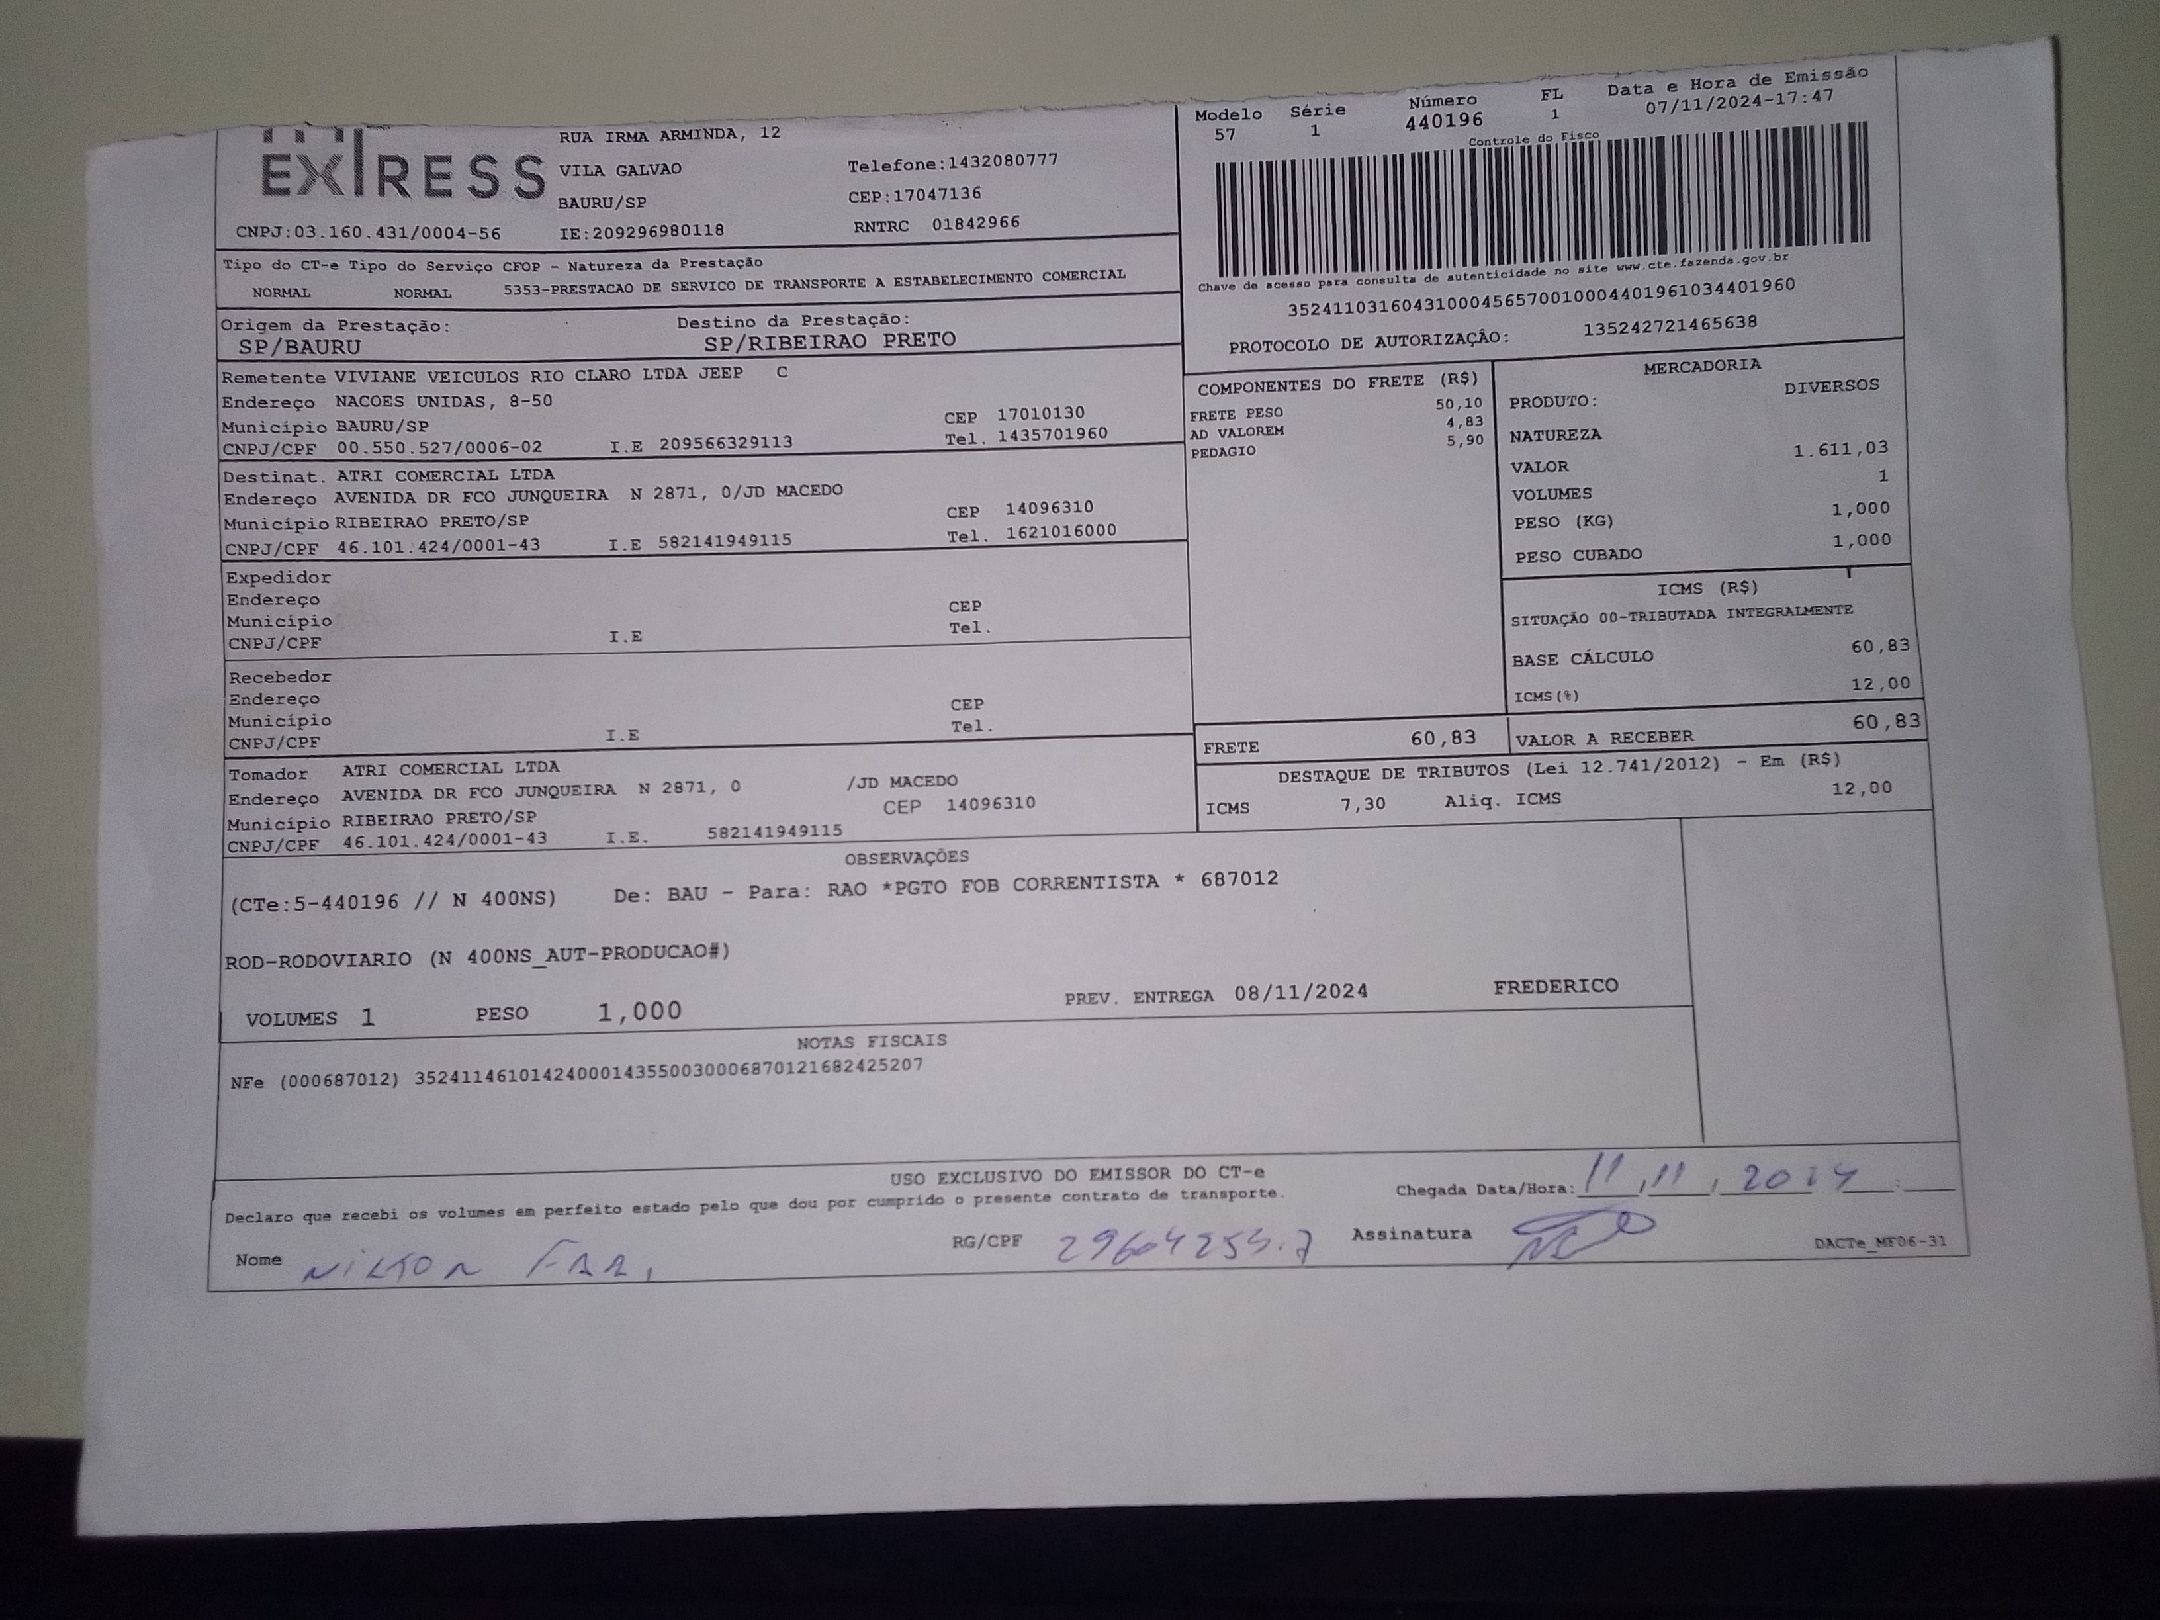 EXTRESS
RUA IRMA ARMINDA, 12
VILA GALVAO Telefone:1432080777
BAURU/SP CEP:17047136
CNPJ:03.160.431/0004-56 IE:209296980118 RNTRC 01842966
Modelo Série Número FL Data e Hora de Emissão
57 1 440196 1 07/11/2024-17:47
Controle do Fisco
Chave de acesso para consulta de autenticidade no site www.cte.fazenda.gov.br
35241103160431000456570010004401961034401960
PROTOCOLO DE AUTORIZAÇÃO: 135242721465638
Tipo do CT-e Tipo do Serviço CFOP - Natureza da Prestação
NORMAL NORMAL 5353-PRESTACAO DE SERVICO DE TRANSPORTE A ESTABELECIMENTO COMERCIAL
Origem da Prestação: Destino da Prestação:
SP/BAURU SP/RIBEIRAO PRETO
Remetente VIVIANE VEICULOS RIO CLARO LTDA JEEP C
Endereço NACOES UNIDAS, 8-50
Município BAURU/SP CEP 17010130
CNPJ/CPF 00.550.527/0006-02 I.E 209566329113 Tel. 1435701960
Destinat. ATRI COMERCIAL LTDA
Endereço AVENIDA DR FCO JUNQUEIRA N 2871, 0/JD MACEDO
Município RIBEIRAO PRETO/SP CEP 14096310
CNPJ/CPF 46.101.424/0001-43 I.E 582141949115 Tel. 1621016000
Expedidor
Endereço
Município CEP
CNPJ/CPF I.E Tel.
Recebedor
Endereço
Município CEP
CNPJ/CPF I.E Tel.
Tomador ATRI COMERCIAL LTDA
Endereço AVENIDA DR FCO JUNQUEIRA N 2871, 0 /JD MACEDO
Município RIBEIRAO PRETO/SP CEP 14096310
CNPJ/CPF 46.101.424/0001-43 I.E. 582141949115
COMPONENTES DO FRETE (R$)
FRETE PESO 50,10
AD VALOREM 4,83
PEDAGIO 5,90
MERCADORIA
PRODUTO: DIVERSOS
NATUREZA
VALOR 1.611,03
VOLUMES 1
PESO (KG) 1,000
PESO CUBADO 1,000
ICMS (R$)
SITUAÇÃO 00-TRIBUTADA INTEGRALMENTE
BASE CÁLCULO 60,83
ICMS(%) 12,00
FRETE 60,83 VALOR A RECEBER 60,83
DESTAQUE DE TRIBUTOS (Lei 12.741/2012) - Em (R$)
ICMS 7,30 Aliq. ICMS 12,00
OBSERVAÇÕES
(CTe:5-440196 // N 400NS) De: BAU - Para: RAO *PGTO FOB CORRENTISTA * 687012
ROD-RODOVIARIO (N 400NS_AUT-PRODUCAO#)
VOLUMES 1 PESO 1,000 PREV. ENTREGA 08/11/2024 FREDERICO
NOTAS FISCAIS
NFe (000687012) 35241146101424000143550030006870121682425207
USO EXCLUSIVO DO EMISSOR DO CT-e
Declaro que recebi os volumes em perfeito estado pelo que dou por cumprido o presente contrato de transporte. Chegada Data/Hora: 11, 11, 2024 :
Nome NILTON RG/CPF Assinatura DACTe_MF06-31